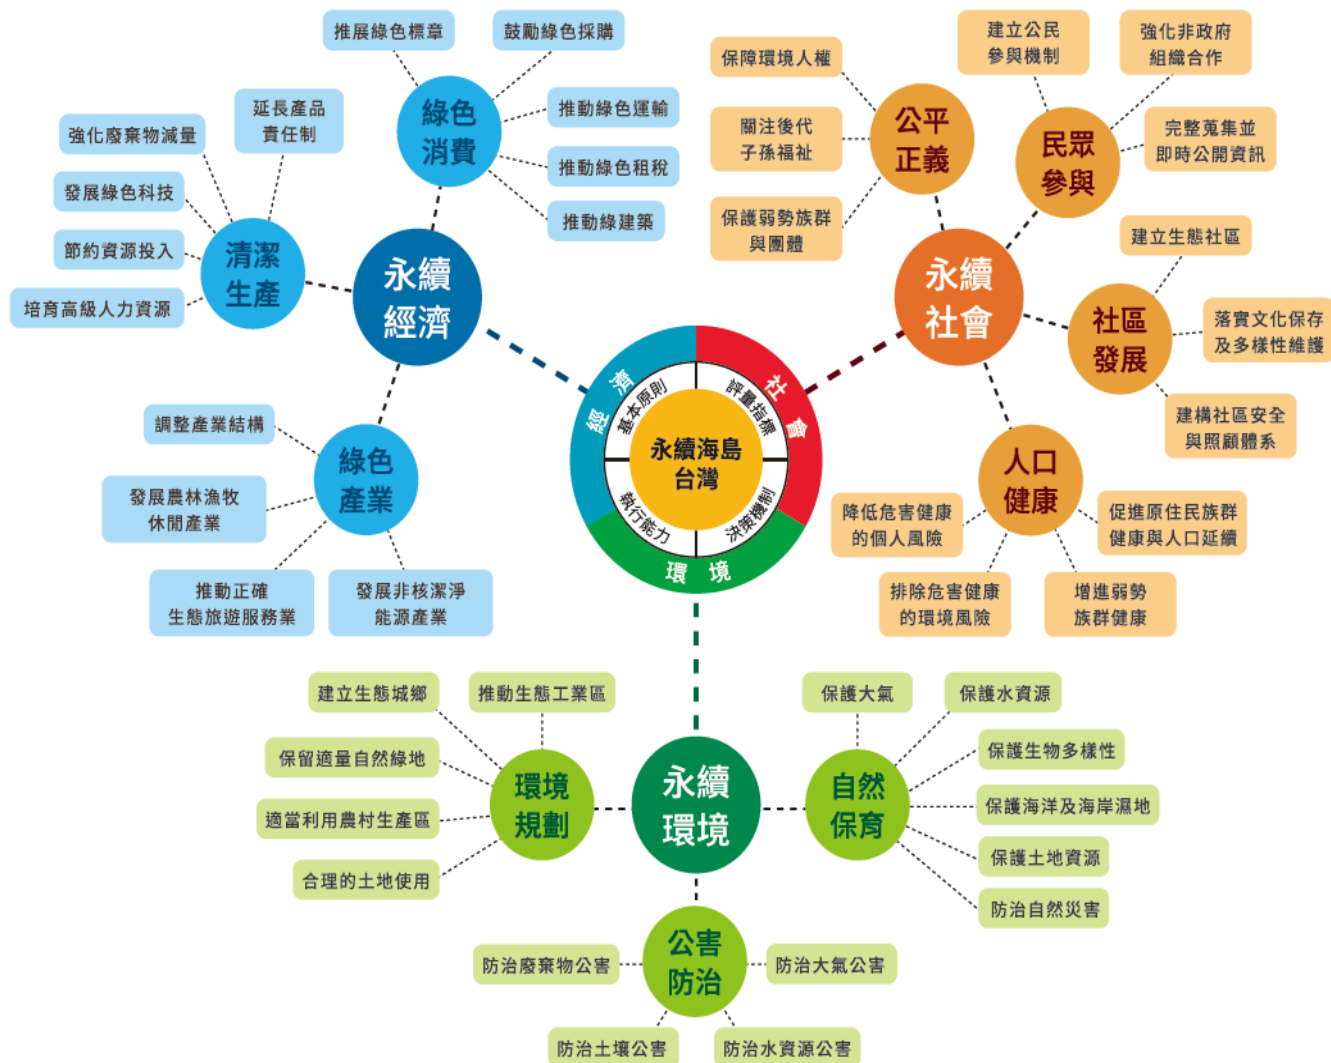 推展綠色標章
鼓勵綠色採購
推動綠色運輸
推動綠色租稅
推動綠建築
綠色
消費
延長產品
責任制
強化廢棄物減量
發展綠色科技
節約資源投入
培育高級人力資源
清潔
生產
永續
經濟
調整產業結構
發展農林漁牧
休閒產業
推動正確
生態旅遊服務業
發展非核潔淨
能源產業
綠色
產業
保障環境人權
關注後代
子孫福祉
保護弱勢族群
與團體
公平
正義
建立公民
參與機制
強化非政府
組織合作
完整蒐集並
即時公開資訊
民眾
參與
永續
社會
建立生態社區
落實文化保存
及多樣性維護
建構社區安全
與照顧體系
社區
發展
人口
健康
降低危害健康
的個人風險
促進原住民族群
健康與人口延續
排除危害健康
的環境風險
增進弱勢
族群健康
經濟
社會
環境
基本原則
評量指標
執行能力
決策機制
永續海島
台灣
建立生態城鄉
推動生態工業區
保留適量自然綠地
適當利用農村生產區
合理的土地使用
環境
規劃
永續
環境
保護大氣
保護水資源
保護生物多樣性
保護海洋及海岸濕地
保護土地資源
防治自然災害
自然
保育
公害
防治
防治廢棄物公害
防治大氣公害
防治土壤公害
防治水資源公害